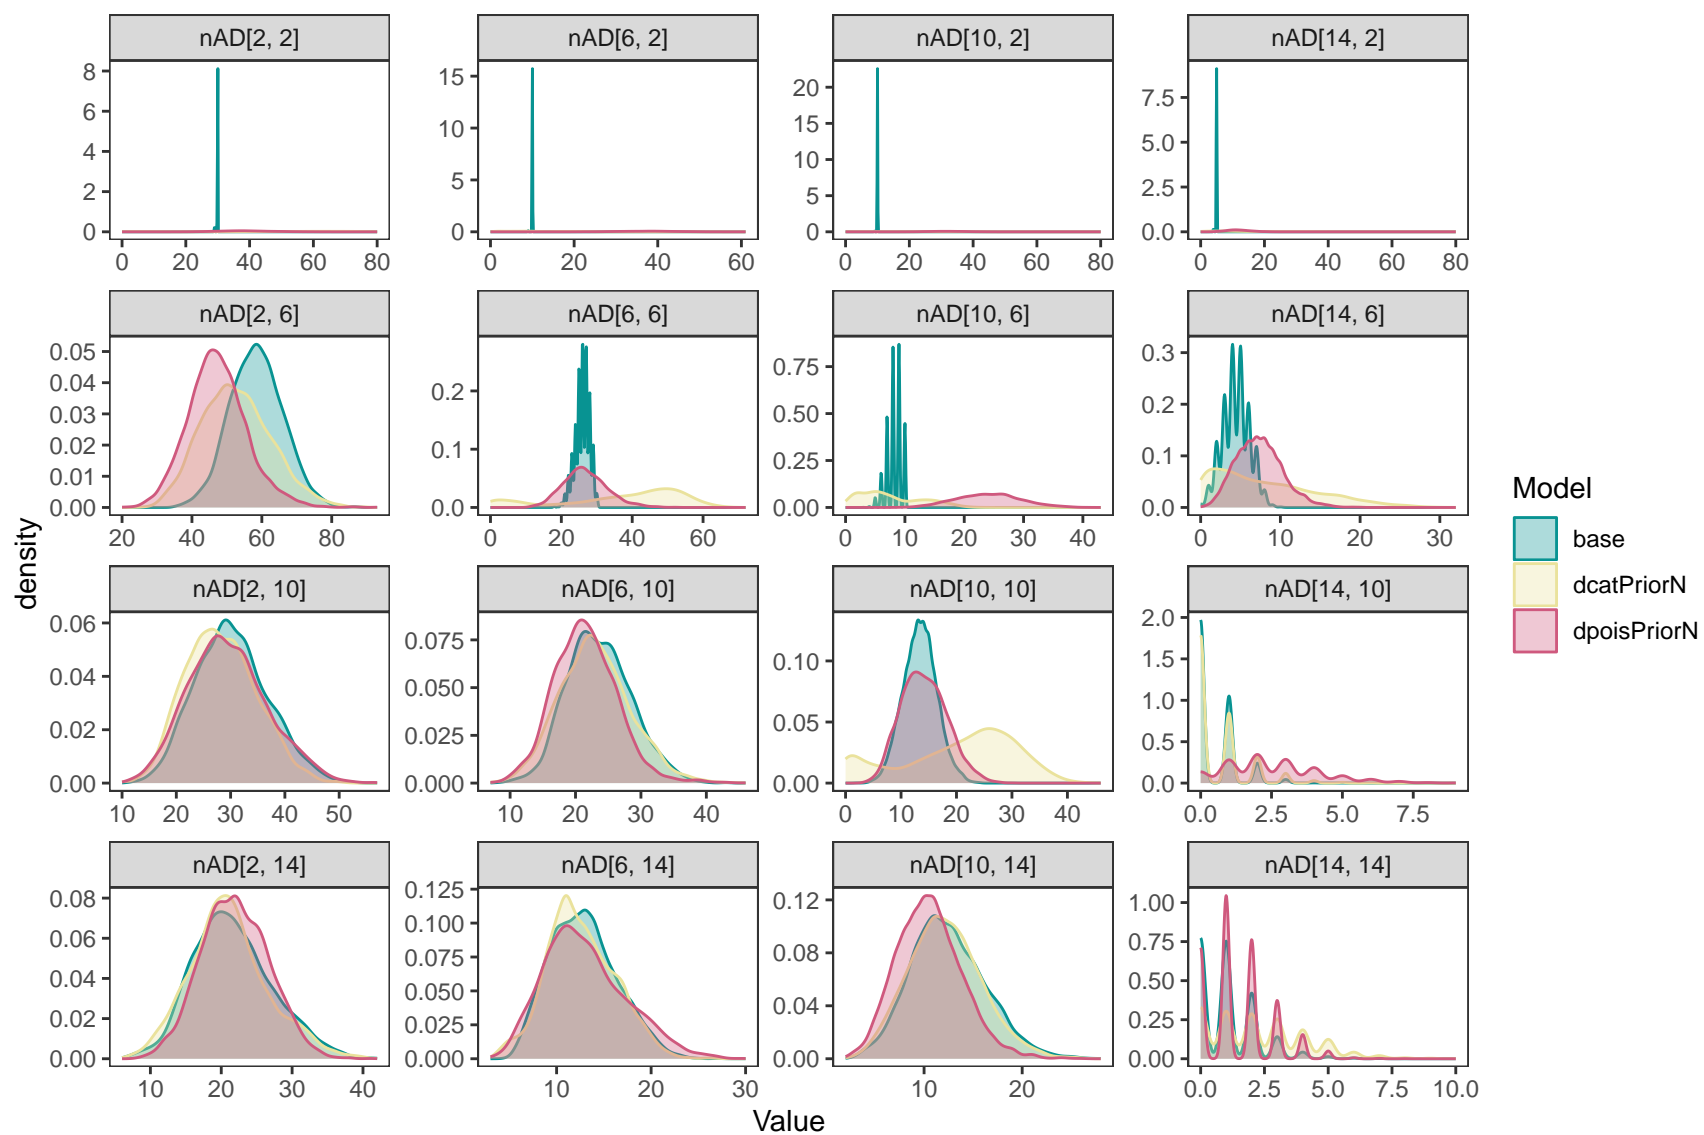 nAD[2, 2] nAD[6, 2] nAD[10, 2] nAD[14, 2]
8 6 4 2 0
15 10 5 0
20 15 10 5 0
7.5 5.0 2.5 0.0
0 20 40 60 80
0 20 40 60
0 20 40 60 80
0 20 40 60 80
nAD[2, 6] nAD[6, 6] nAD[10, 6] nAD[14, 6]
0.05 0.04 0.03 0.02 0.01 0.00
0.2 0.1 0.0
0.75 0.50 0.25 0.00
0.3 0.2 0.1 0.0
20 40 60 80
0 20 40 60
0 10 20 30 40
0 10 20 30
nAD[2, 10] nAD[6, 10] nAD[10, 10] nAD[14, 10]
0.06 0.04 0.02 0.00
0.075 0.050 0.025 0.000
0.10 0.05 0.00
2.0 1.5 1.0 0.5 0.0
10 20 30 40 50
10 20 30 40
0 10 20 30 40
0.0 2.5 5.0 7.5
nAD[2, 14] nAD[6, 14] nAD[10, 14] nAD[14, 14]
0.08 0.06 0.04 0.02 0.00
0.125 0.100 0.075 0.050 0.025 0.000
0.12 0.08 0.04 0.00
1.00 0.75 0.50 0.25 0.00
10 20 30 40
10 20 30
10 20
0.0 2.5 5.0 7.5 10.0
density
Value
Model
base
dcatPriorN
dpoisPriorN